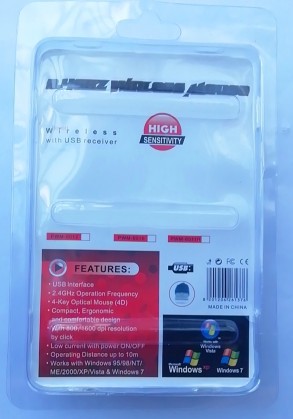 Wireless
with USB receiver
HIGH
SENSITIVITY
FEATURES:
• USB Interface
• 2.4GHz Operation Frequency
• 4-Key Optical Mouse (4D)
• Compact, Ergonomic
and comfortable design
• With 800/1600 dpi resolution
by click
• Low current with power ON/OFF
• Operating Distance up to 10m
• Works with Windows 95/98/NT/
ME/2000/XP/Vista & Windows 7
USB
MADE IN CHINA
Works with
Windows
Vista
Microsoft
Windows xp
Windows 7